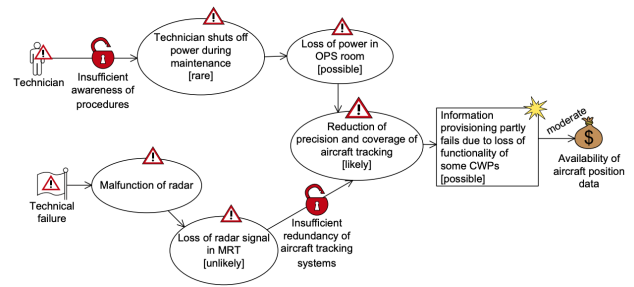 Technician shuts off
power during
maintenance
[rare]
Loss of power in
OPS room
[possible]
Technician
Insufficient
awareness of
procedures
Reduction of
precision and coverage of
aircraft tracking
[likely]
Information
provisioning partly
fails due to loss of
functionality of
some CWPs
[possible]
moderate
$
Availability of
aircraft position
data
Malfunction of radar
Technical
failure
Loss of radar signal
in MRT
[unlikely]
Insufficient
redundancy of
aircraft tracking
systems